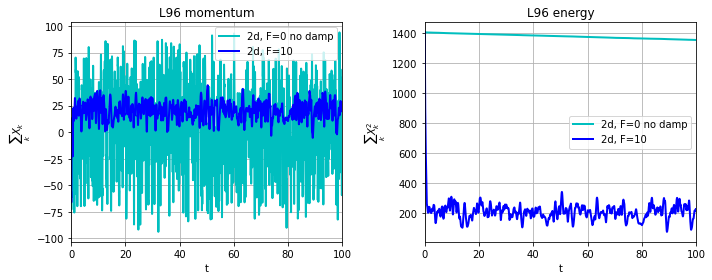 L96 momentum
100
75
50
25
0
−25
−50
−75
−100
∑ₖ Xₖ
2d, F=0 no damp
2d, F=10
0 20 40 60 80 100
t
L96 energy
1400
1200
1000
800
600
400
200
∑ₖ Xₖ²
2d, F=0 no damp
2d, F=10
0 20 40 60 80 100
t